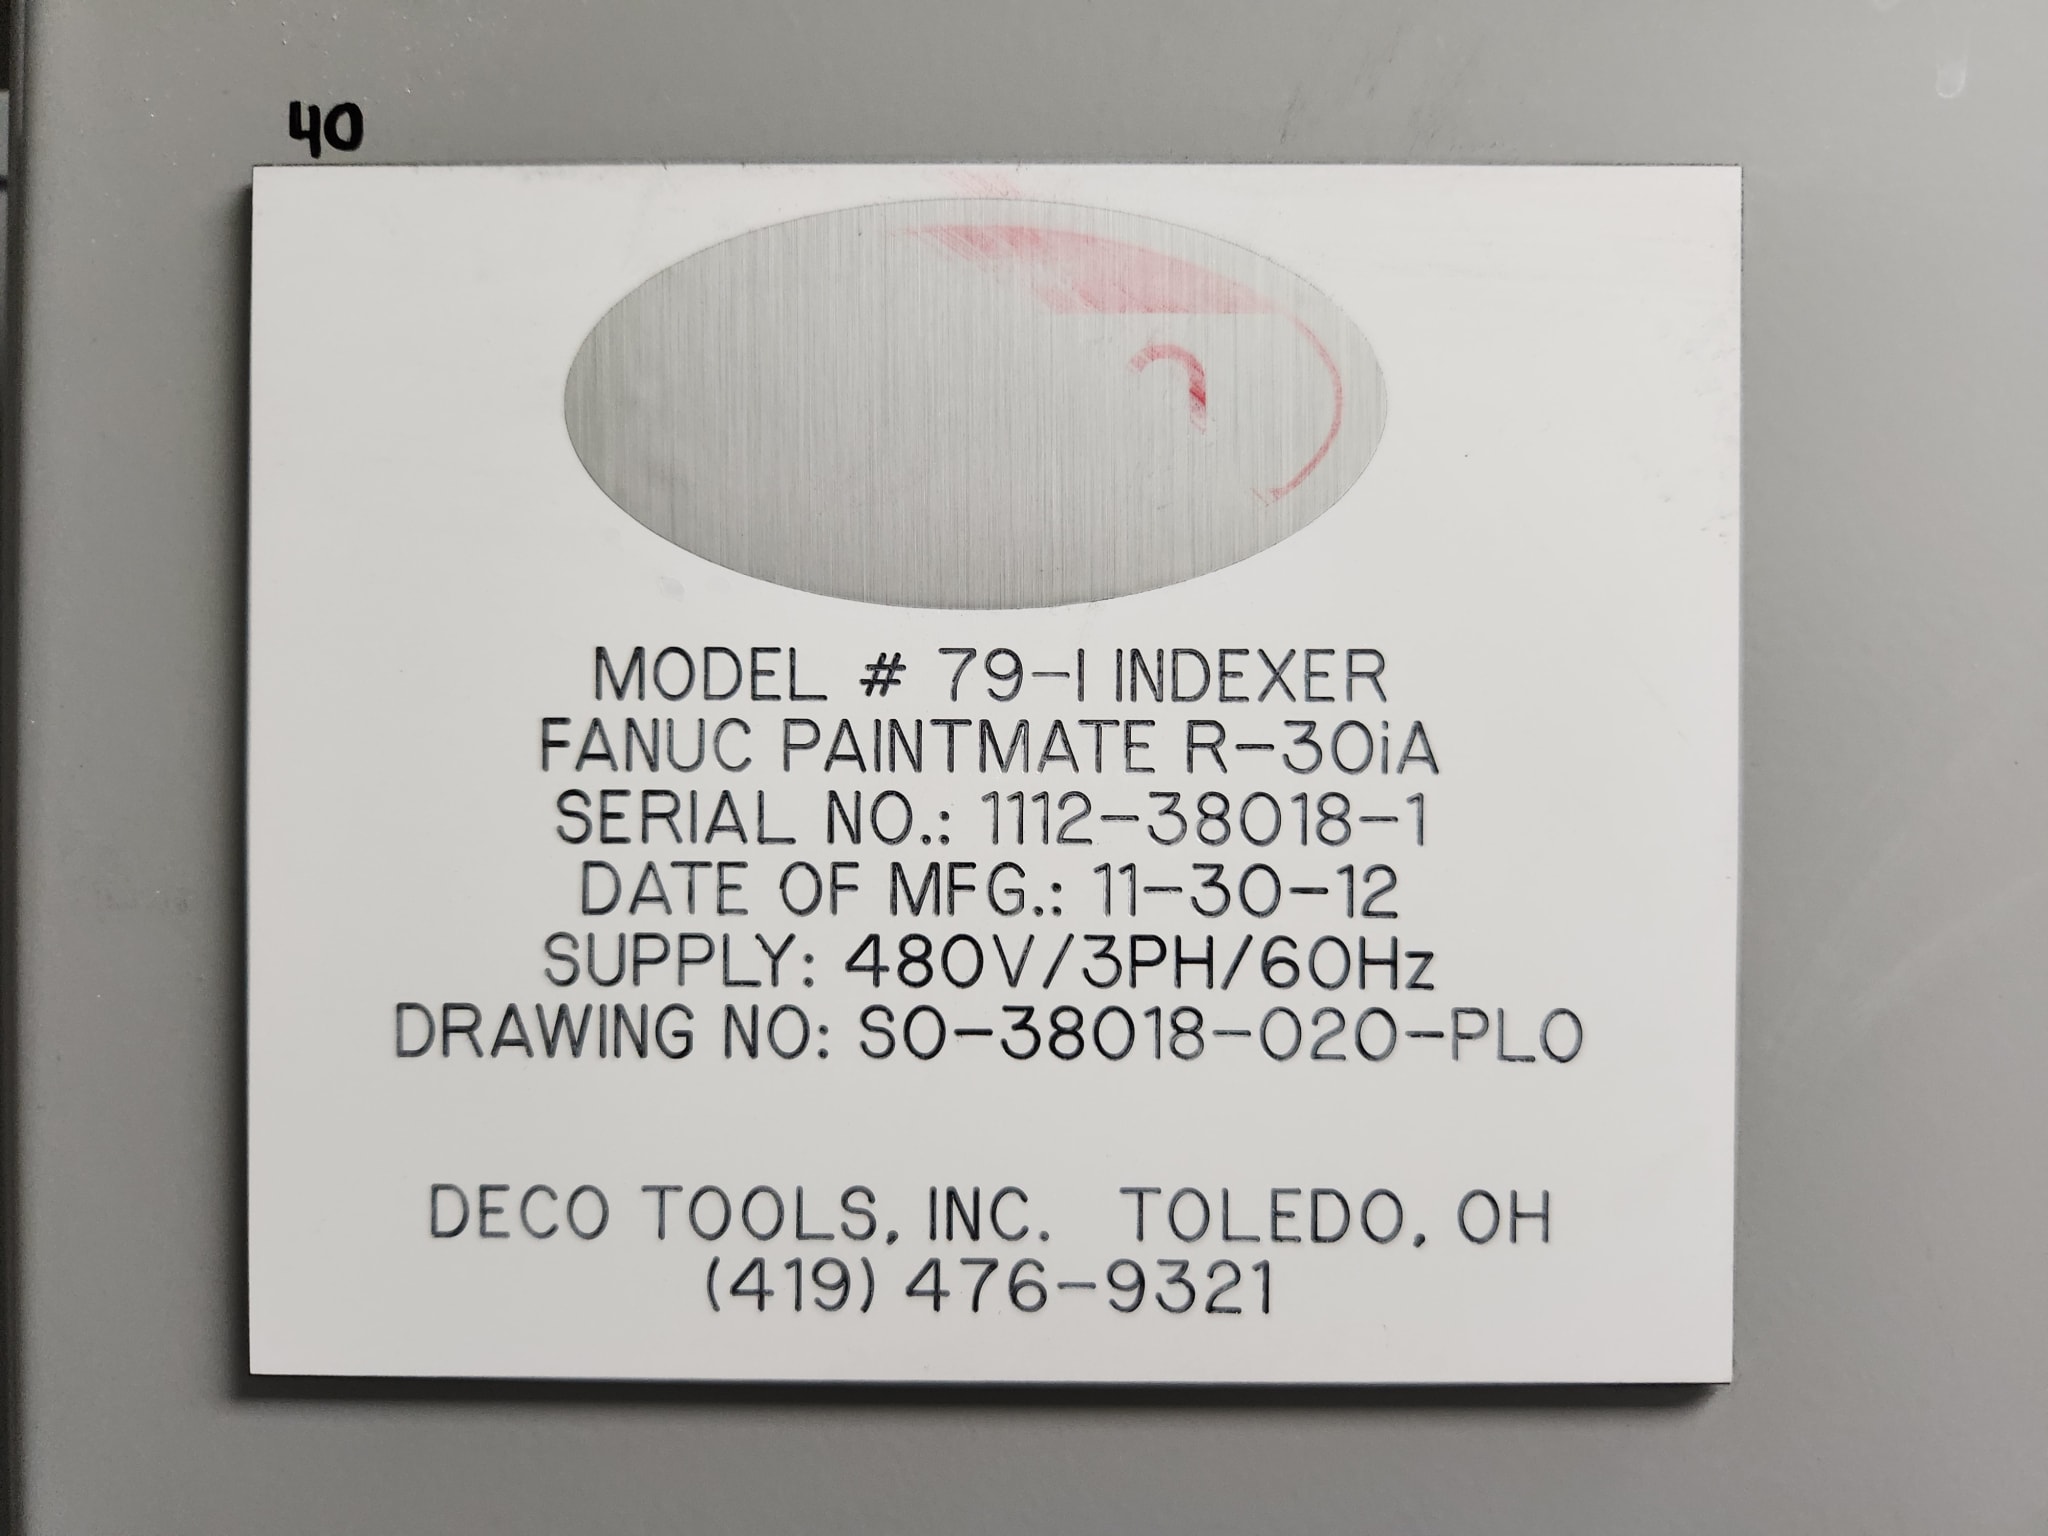 40
MODEL # 79-I INDEXER
FANUC PAINTMATE R-30iA
SERIAL NO.: 1112-38018-1
DATE OF MFG.: 11-30-12
SUPPLY: 480V/3PH/60Hz
DRAWING NO: SO-38018-020-PLO
DECO TOOLS, INC. TOLEDO, OH
(419) 476-9321